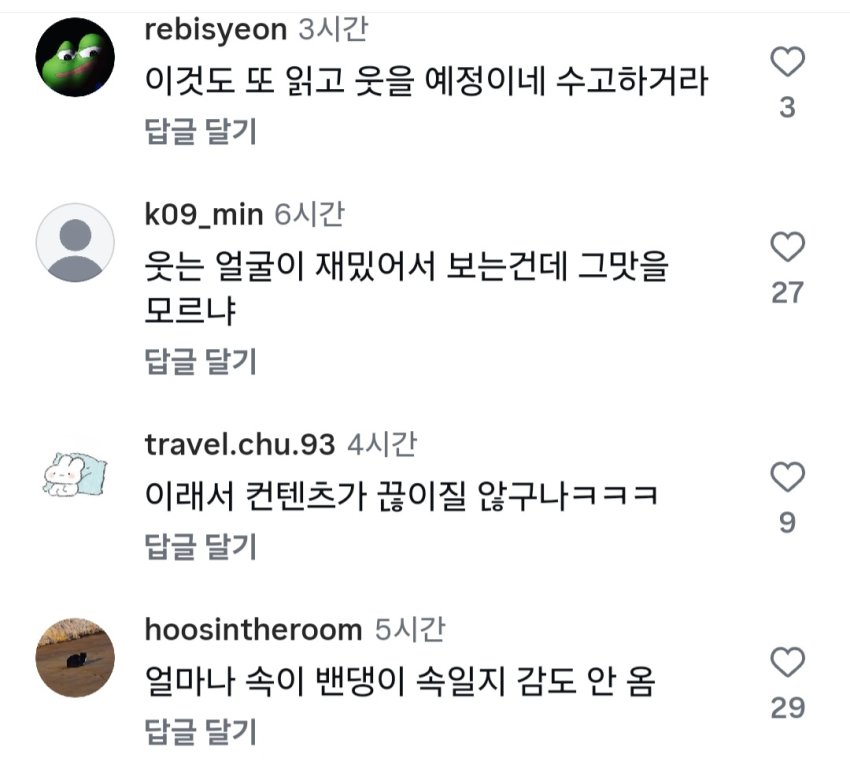 rebisyeon 3시간
이것도 또 읽고 웃을 예정이네 수고하거라
3
답글 달기
k09_min 6시간
웃는 얼굴이 재밌어서 보는건데 그맛을
모르냐
27
답글 달기
travel.chu.93 4시간
이래서 컨텐츠가 끊이질 않구나ㅋㅋㅋ
9
답글 달기
hoosintheroom 5시간
얼마나 속이 밴댕이 속일지 감도 안 옴
29
답글 달기